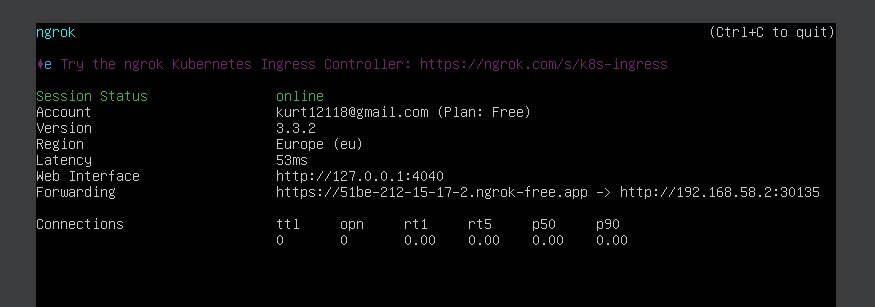 ngrok (Ctrl+C to quit)
♦e Try the ngrok Kubernetes Ingress Controller: https://ngrok.com/s/k8s-ingress
Session Status online
Account kurt12118@gmail.com (Plan: Free)
Version 3.3.2
Region Europe (eu)
Latency 53ms
Web Interface http://127.0.0.1:4040
Forwarding https://51be-212-15-17-2.ngrok-free.app -> http://192.168.58.2:30135
Connections ttl opn rt1 rt5 p50 p90
0 0 0.00 0.00 0.00 0.00